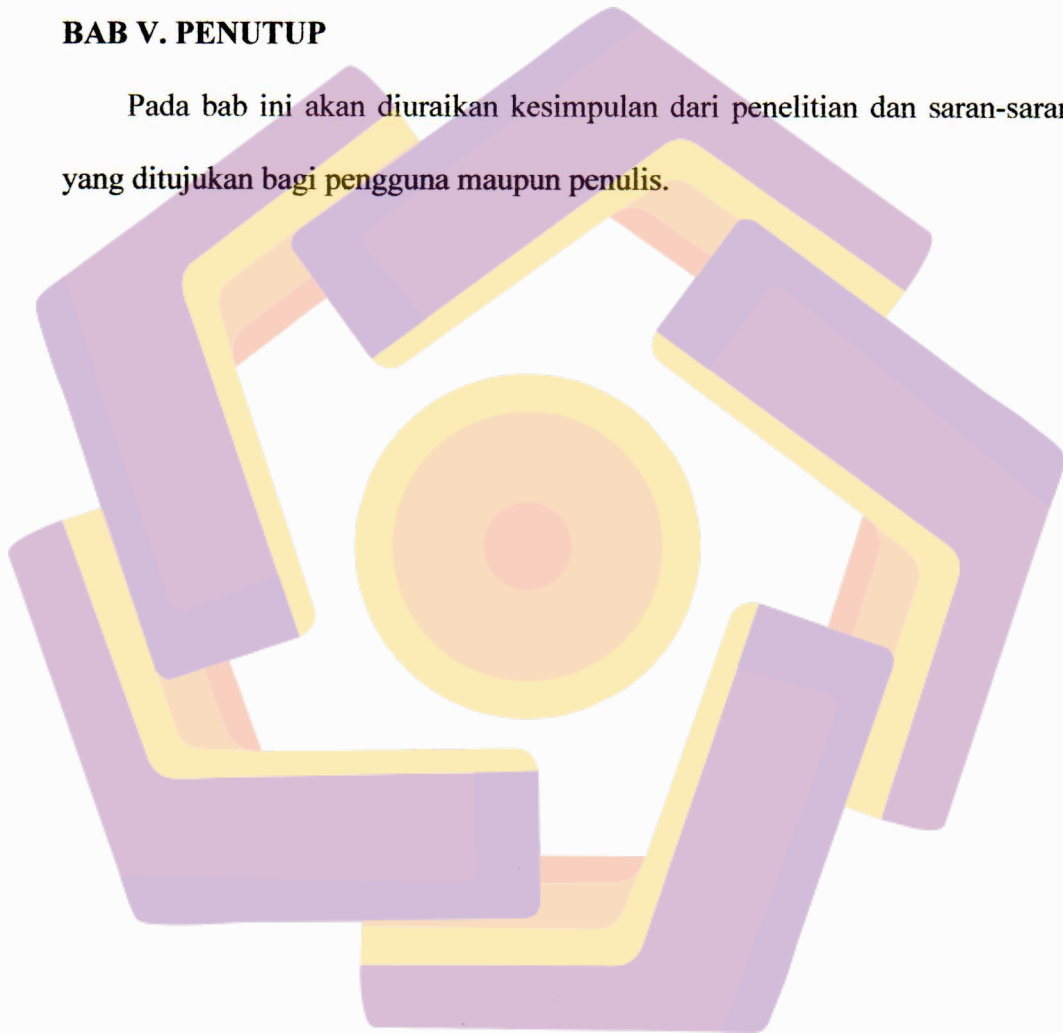 BAB V. PENUTUP
Pada bab ini akan diuraikan kesimpulan dari penelitian dan saran-saran
yang ditujukan bagi pengguna maupun penulis.